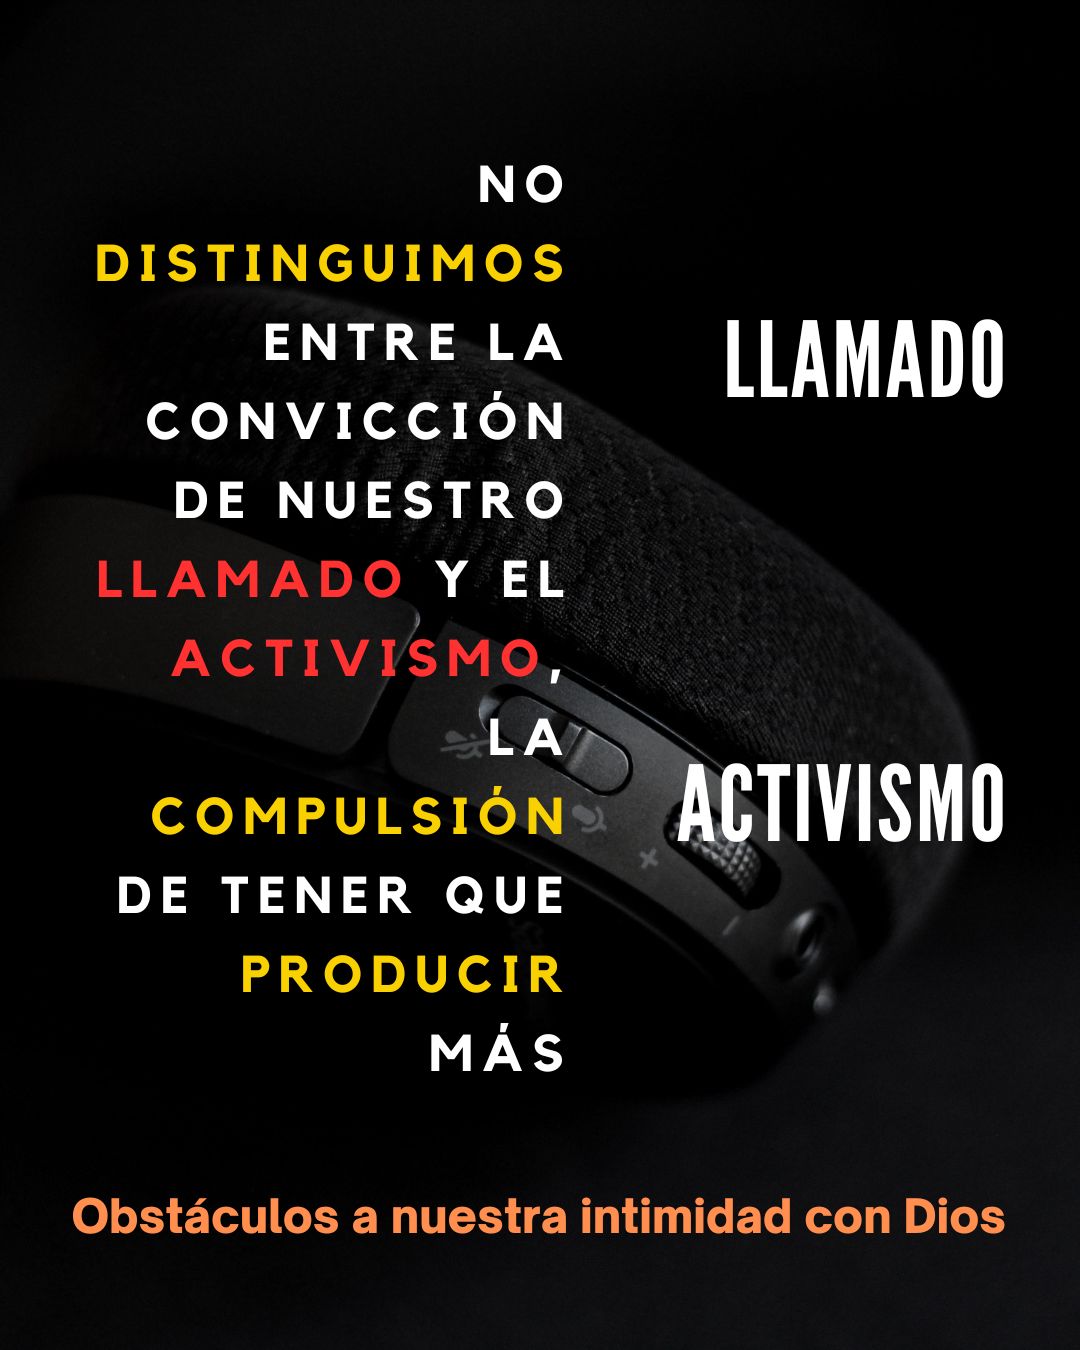 NO
DISTINGUIMOS
ENTRE LA
CONVICCIÓN
DE NUESTRO
LLAMADO Y EL
ACTIVISMO,
LA
COMPULSIÓN
DE TENER QUE
PRODUCIR
MÁS
LLAMADO
ACTIVISMO
Obstáculos a nuestra intimidad con Dios